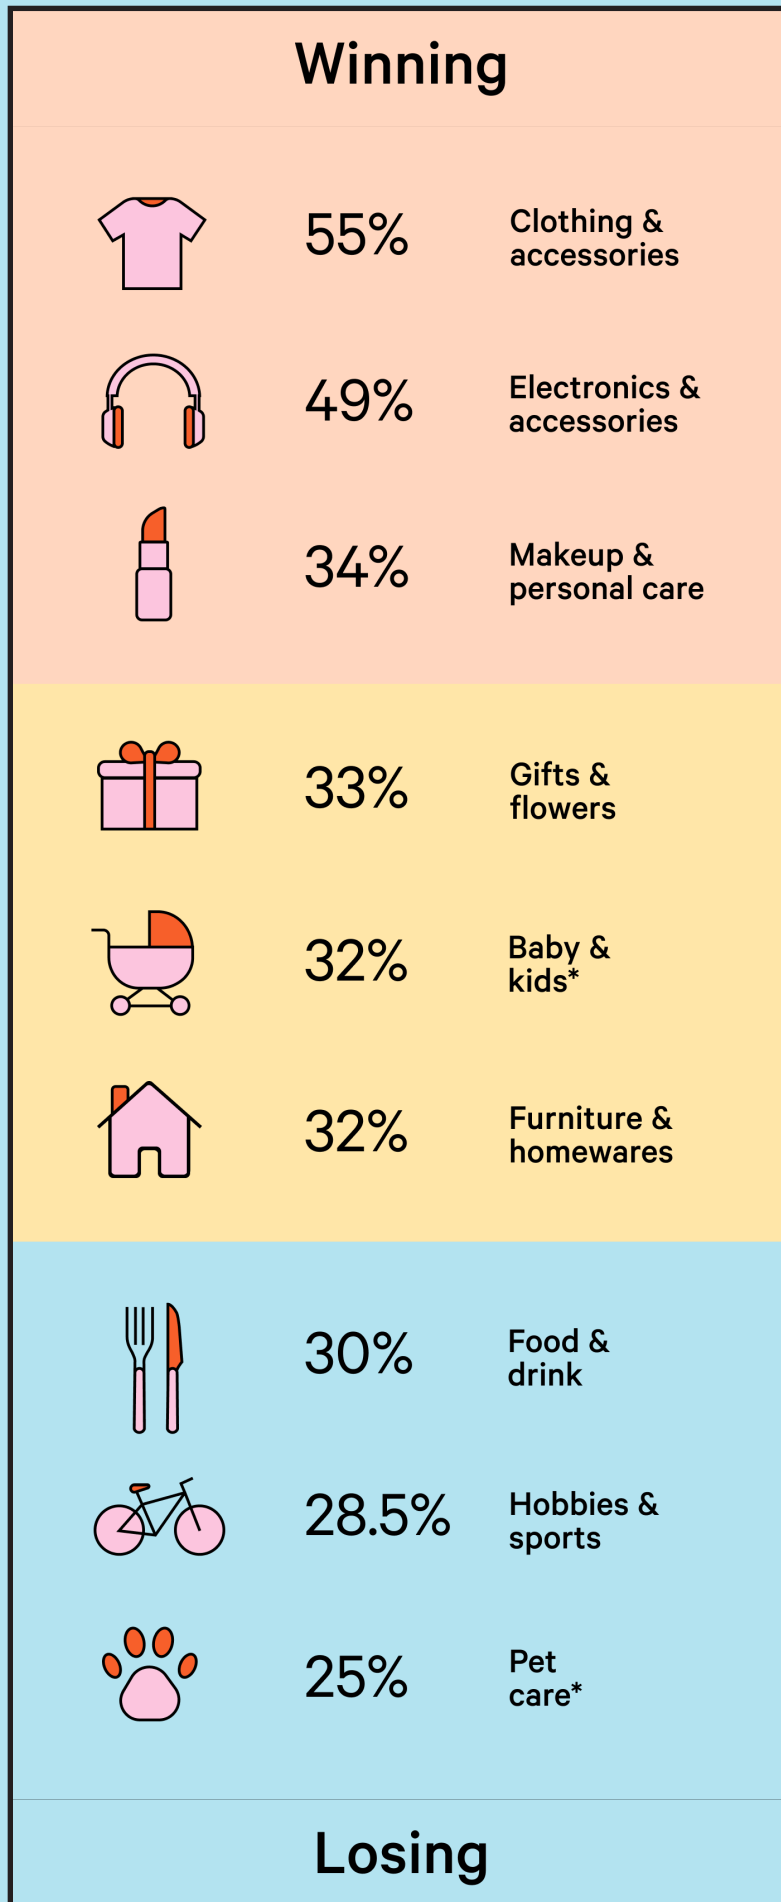 Winning
55%
Clothing &
accessories
49%
Electronics &
accessories
34%
Makeup &
personal care
33%
Gifts &
flowers
32%
Baby &
kids*
32%
Furniture &
homewares
30%
Food &
drink
28.5%
Hobbies &
sports
25%
Pet
care*
Losing